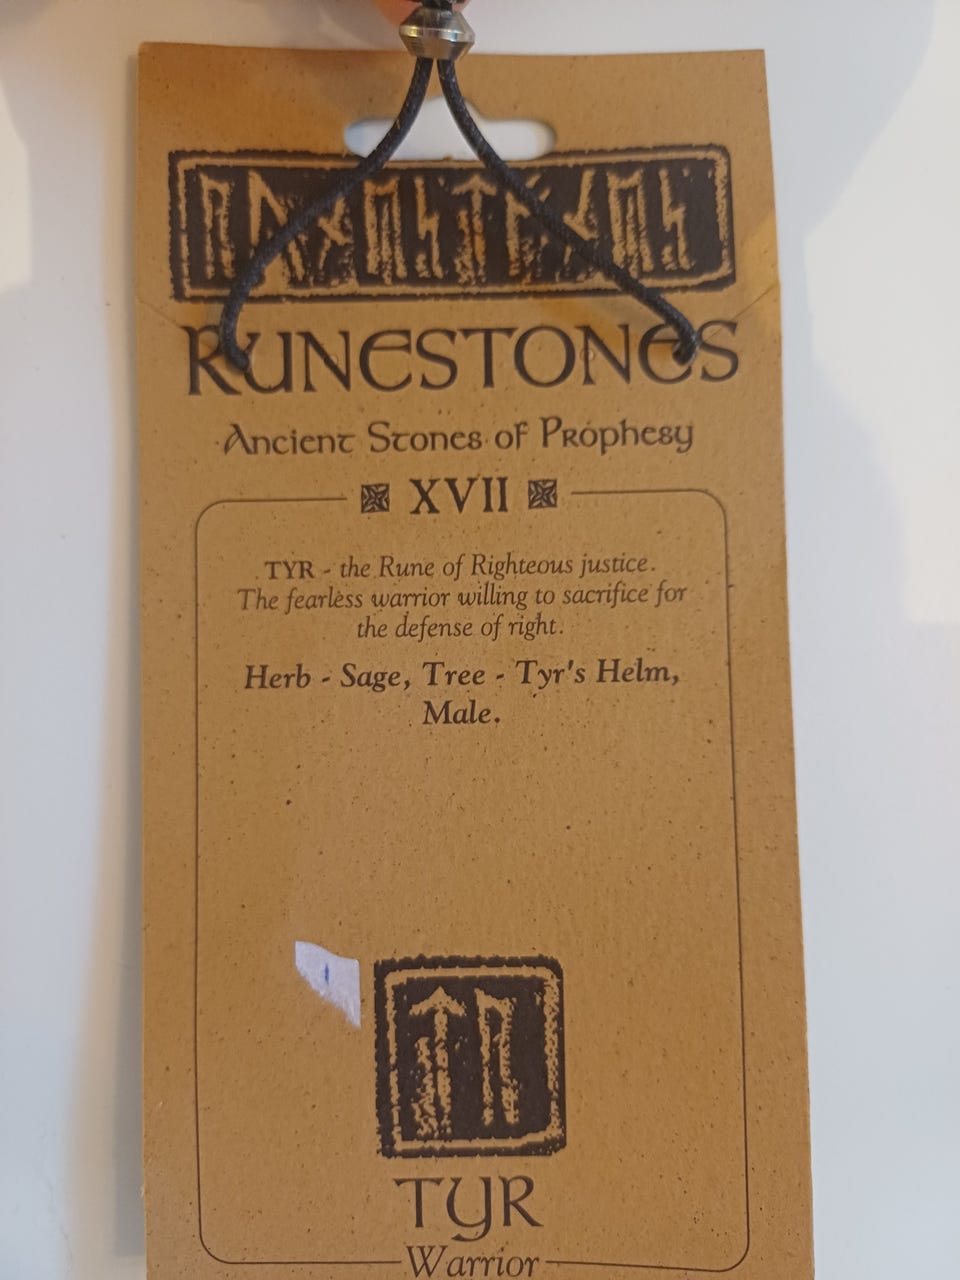 RUNESTONES
Ancient Stones of Prophesy
XVII
TYR - the Rune of Righteous justice.
The fearless warrior willing to sacrifice for
the defense of right.
Herb - Sage, Tree - Tyr's Helm,
Male.
TYR
Warrior